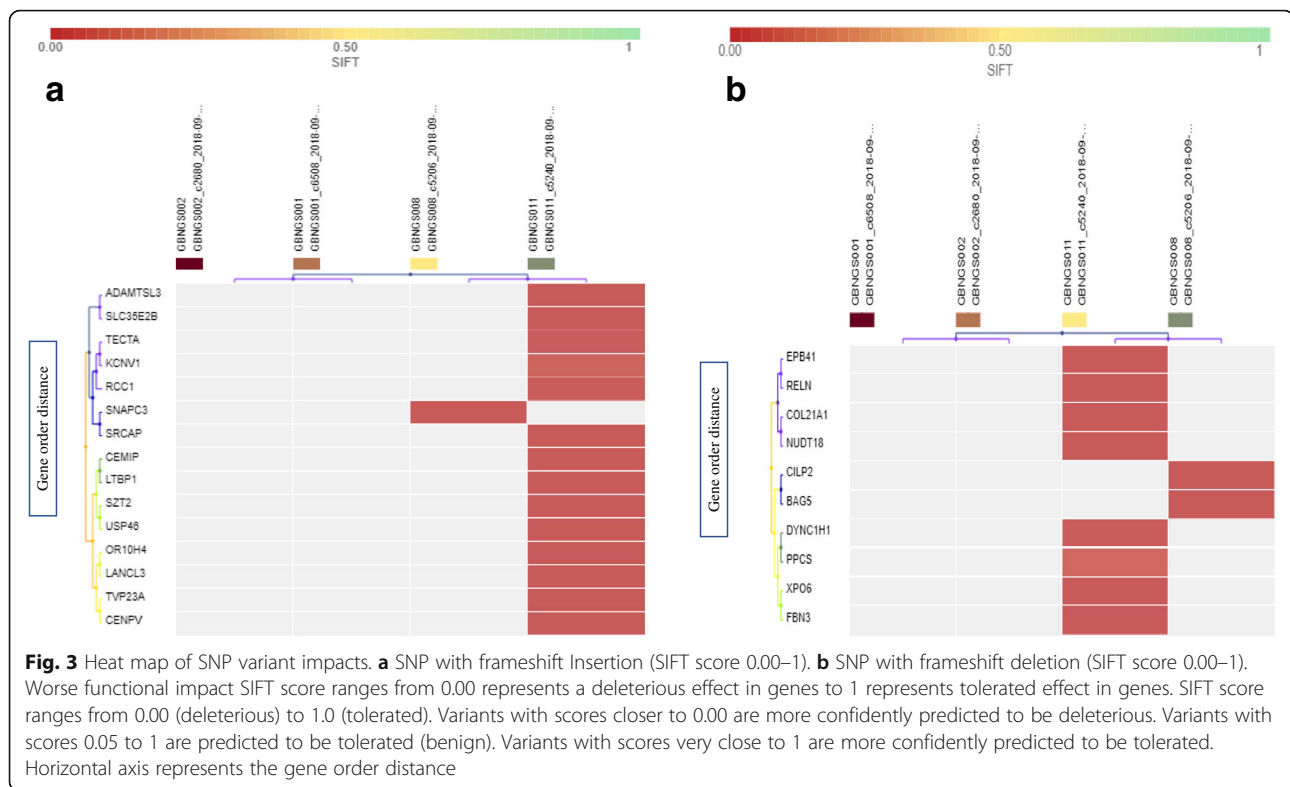 0.00 0.50 1
SIFT
0.00 0.50 1
SIFT
a
b
GBNGS002
GBNGS002_c2680_2018-09-...
GBNGS001
GBNGS001_c6508_2018-09-...
GBNGS008
GBNGS008_c5206_2018-09-...
GBNGS011
GBNGS011_c5240_2018-09-...
Gene order distance
ADAMTSL3
SLC35E2B
TECTA
KCNV1
RCC1
SNAPC3
SRCAP
CEMIP
LTBP1
SZT2
USP46
OR10H4
LANCL3
TVP23A
CENPV
GBNGS001
GBNGS001_c6508_2018-09-...
GBNGS002
GBNGS002_c2680_2018-09-...
GBNGS011
GBNGS011_c5240_2018-09-...
GBNGS008
GBNGS008_c5206_2018-09-...
Gene order distance
EPB41
RELN
COL21A1
NUDT18
CILP2
BAG5
DYNC1H1
PPCS
XPO6
FBN3
Fig. 3 Heat map of SNP variant impacts. a SNP with frameshift Insertion (SIFT score 0.00–1). b SNP with frameshift deletion (SIFT score 0.00–1).
Worse functional impact SIFT score ranges from 0.00 represents a deleterious effect in genes to 1 represents tolerated effect in genes. SIFT score
ranges from 0.00 (deleterious) to 1.0 (tolerated). Variants with scores closer to 0.00 are more confidently predicted to be deleterious. Variants with
scores 0.05 to 1 are predicted to be tolerated (benign). Variants with scores very close to 1 are more confidently predicted to be tolerated.
Horizontal axis represents the gene order distance